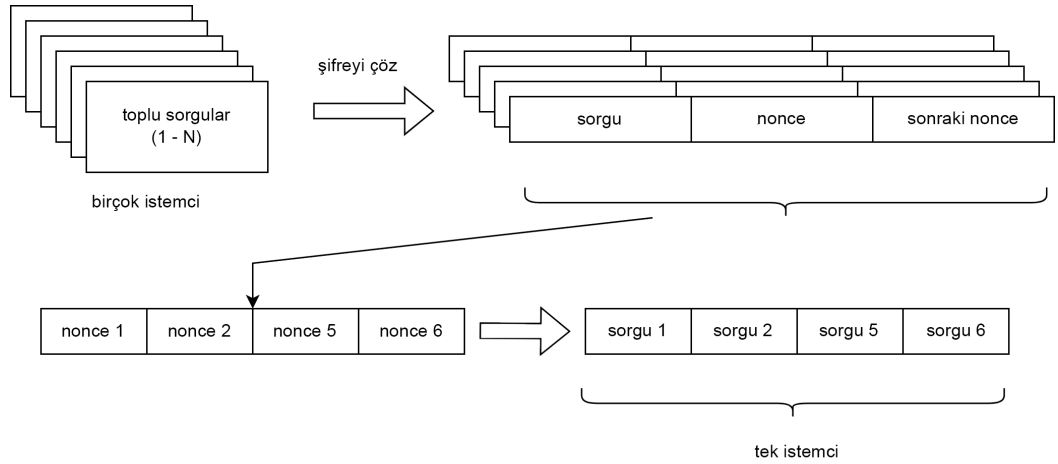 toplu sorgular
(1 - N)
birçok istemci
şifreyi çöz
sorgu
nonce
sonraki nonce
nonce 1
nonce 2
nonce 5
nonce 6
sorgu 1
sorgu 2
sorgu 5
sorgu 6
tek istemci